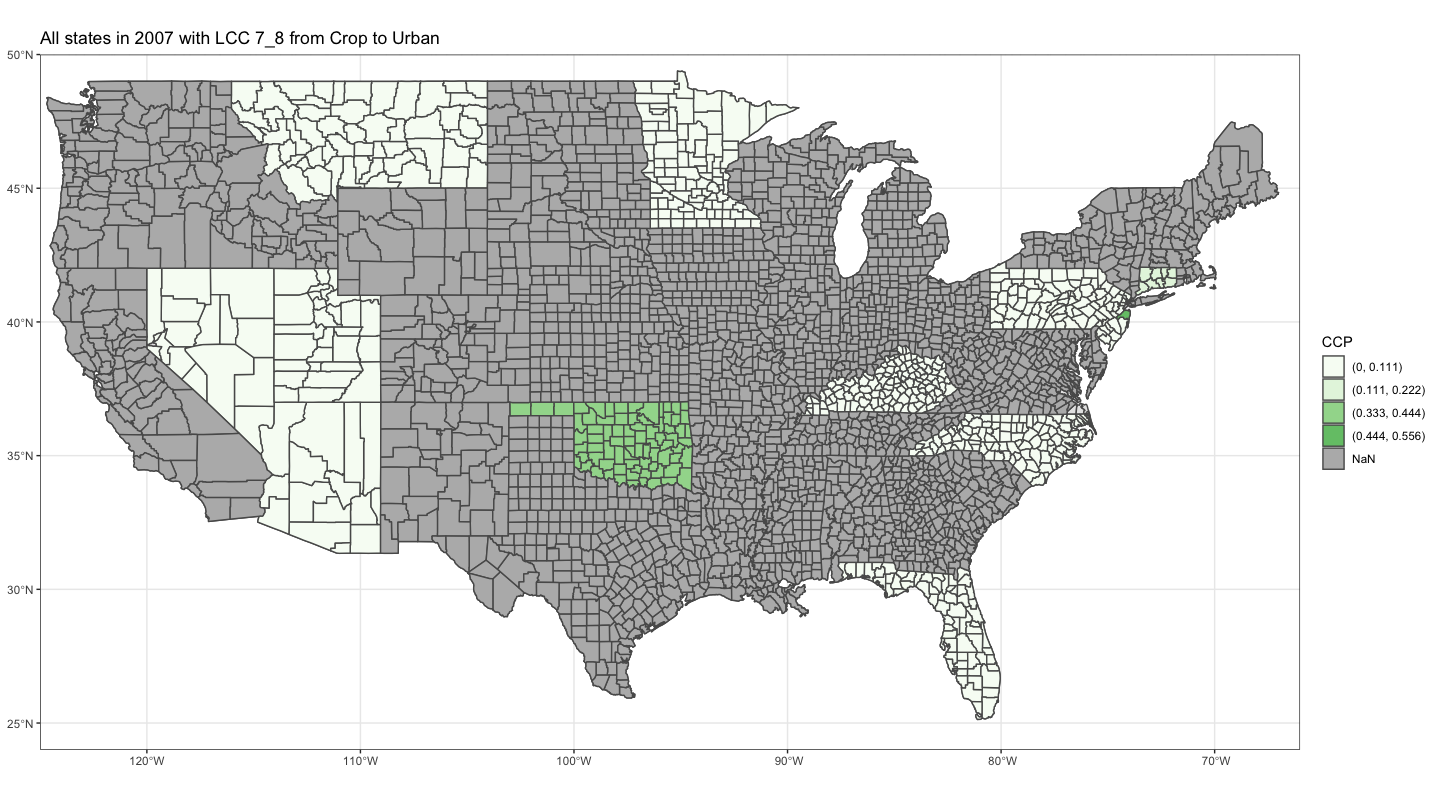 All states in 2007 with LCC 7_8 from Crop to Urban
50°N
45°N
40°N
35°N
30°N
25°N
120°W
110°W
100°W
90°W
80°W
70°W
CCP
(0, 0.111)
(0.111, 0.222)
(0.333, 0.444)
(0.444, 0.556)
NaN